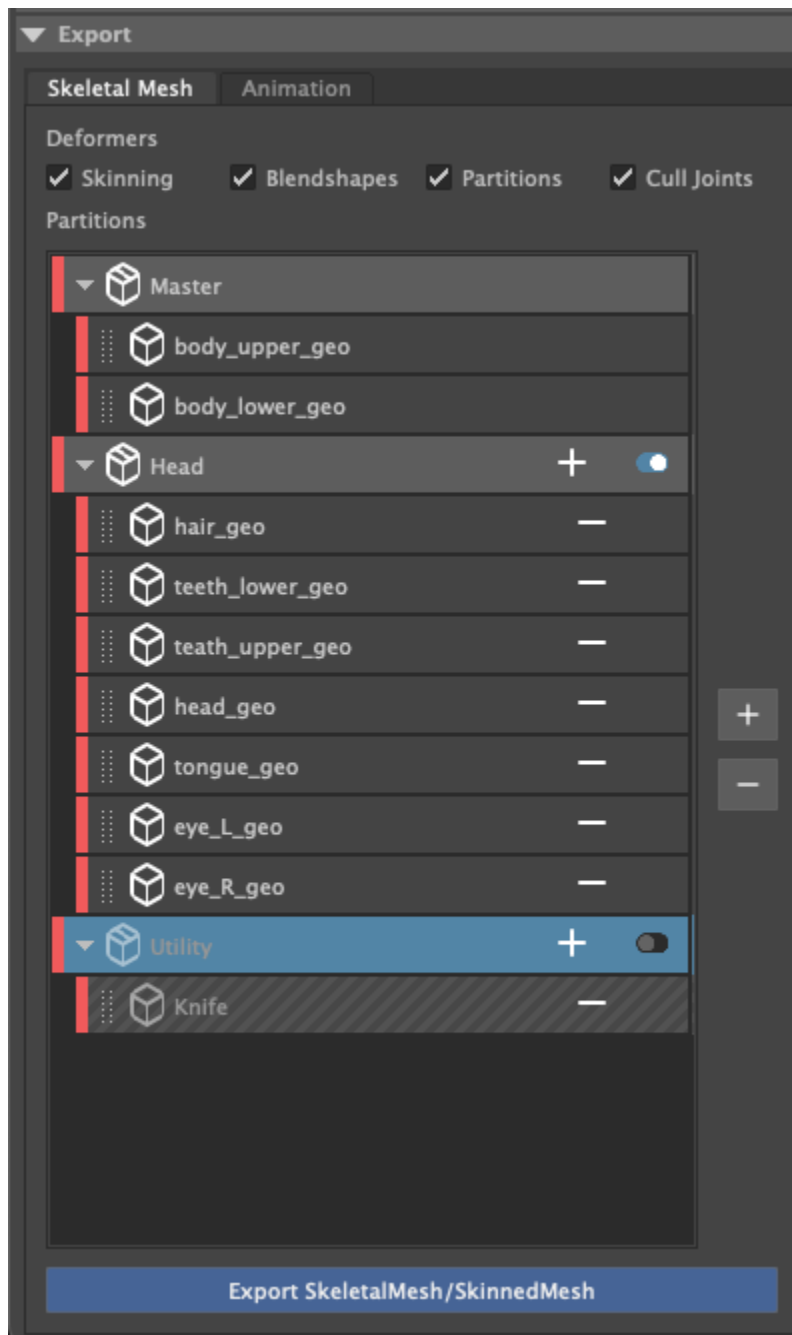 Export
Skeletal Mesh Animation
Deformers
Skinning Blendshapes Partitions Cull Joints
Partitions
Master
body_upper_geo
body_lower_geo
Head
hair_geo
teeth_lower_geo
teath_upper_geo
head_geo
tongue_geo
eye_L_geo
eye_R_geo
Utility
Knife
Export SkeletalMesh/SkinnedMesh